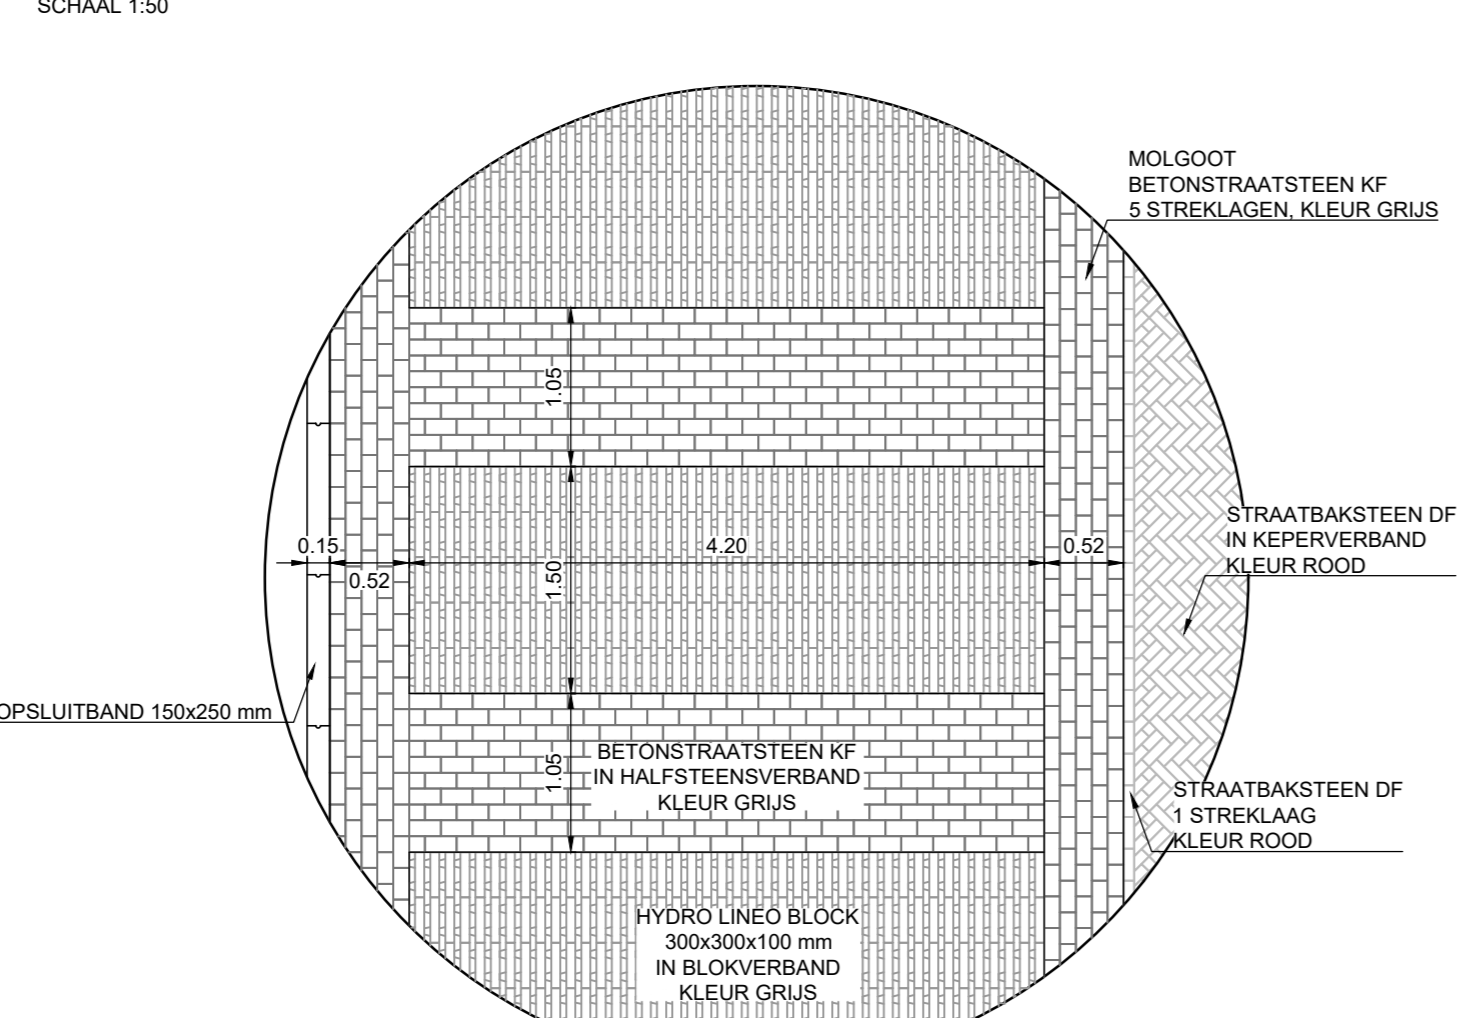 SCHAAL 1:50
MOLGOOT
BETONSTRAATSTEEN KF
5 STREKLAGEN, KLEUR GRIJS
1.05
STRAATBAKSTEEN DF
IN KEPERVERBAND
KLEUR ROOD
0.15
0.52
4.20
1.50
0.52
OPSLUITBAND 150x250 mm
BETONSTRAATSTEEN KF
IN HALFSTEENSVERBAND
KLEUR GRIJS
1.05
STRAATBAKSTEEN DF
1 STREKLAAG
KLEUR ROOD
HYDRO LINEO BLOCK
300x300x100 mm
IN BLOKVERBAND
KLEUR GRIJS